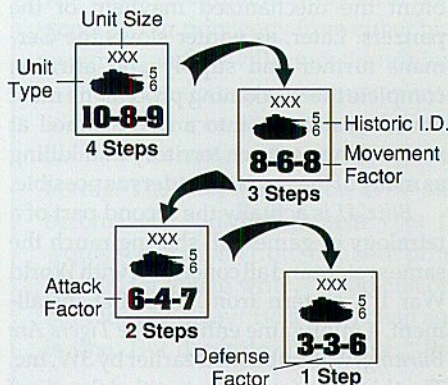 Unit Size
XXX
Unit
Type
5
6
10-8-9
4 Steps
XXX
5
6
Historic I.D.
8-6-8
Movement
Factor
3 Steps
XXX
5
6
Attack
Factor
6-4-7
2 Steps
XXX
5
6
3-3-6
Defense
Factor
1 Step